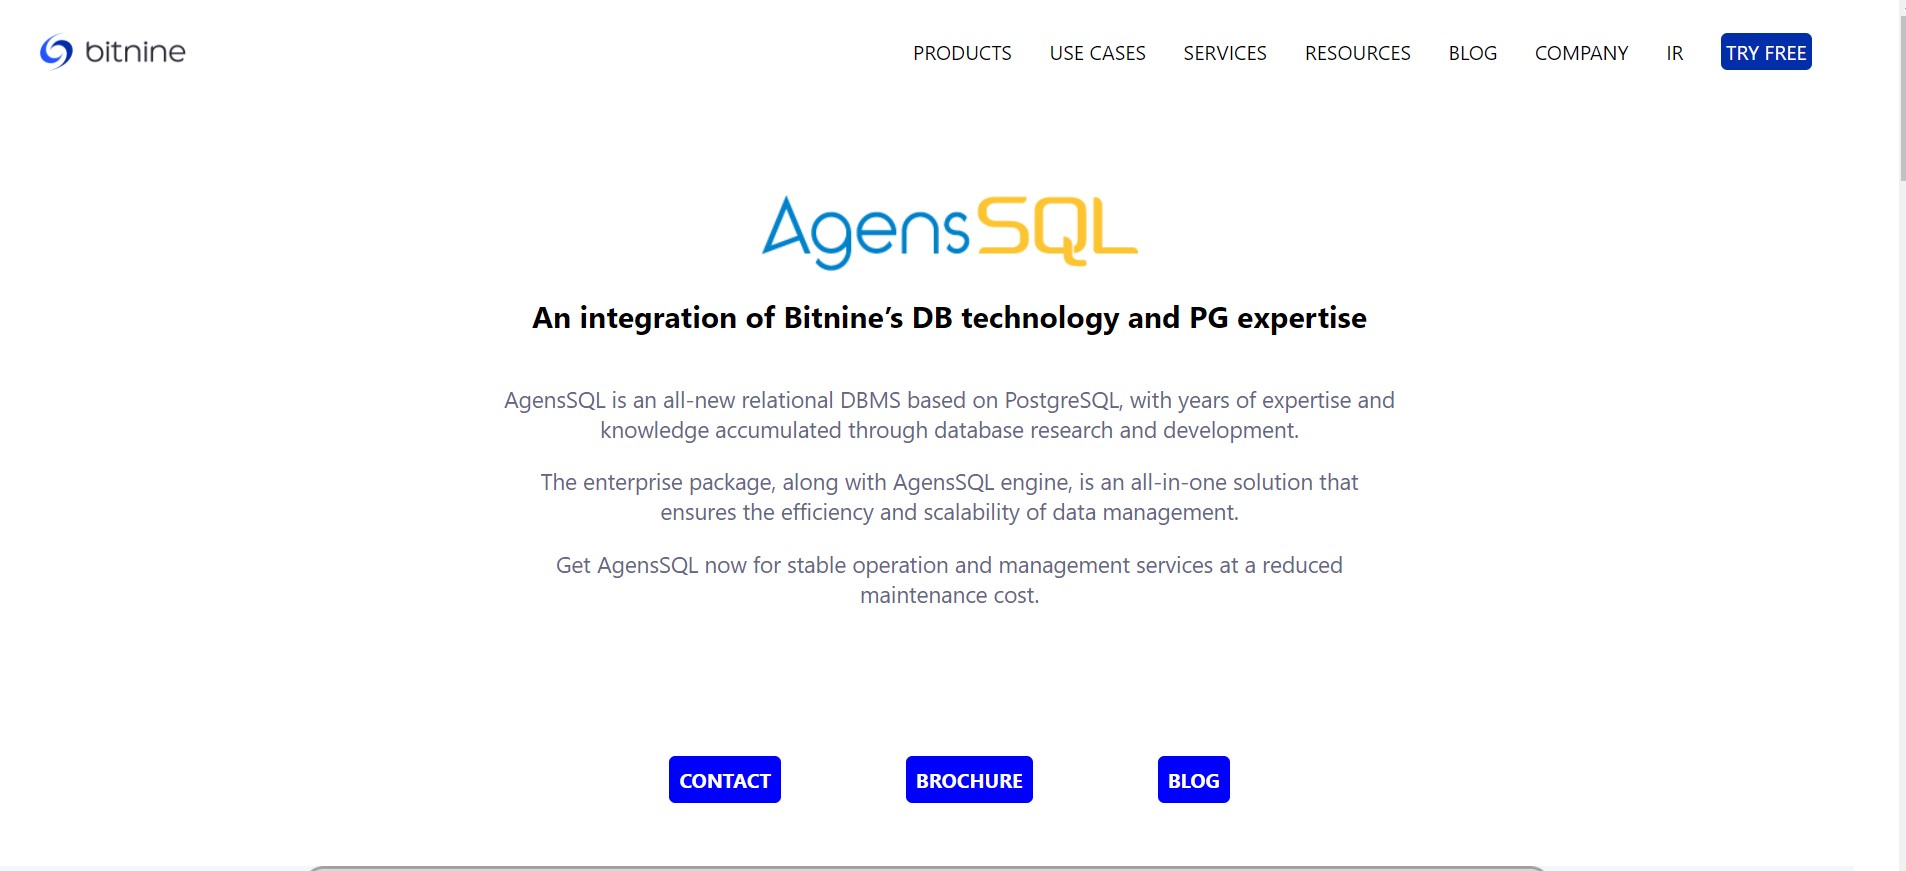 bitnine
PRODUCTS USE CASES SERVICES RESOURCES BLOG COMPANY IR TRY FREE
AgensSQL
An integration of Bitnine’s DB technology and PG expertise
AgensSQL is an all-new relational DBMS based on PostgreSQL, with years of expertise and
knowledge accumulated through database research and development.
The enterprise package, along with AgensSQL engine, is an all-in-one solution that
ensures the efficiency and scalability of data management.
Get AgensSQL now for stable operation and management services at a reduced
maintenance cost.
CONTACT BROCHURE BLOG